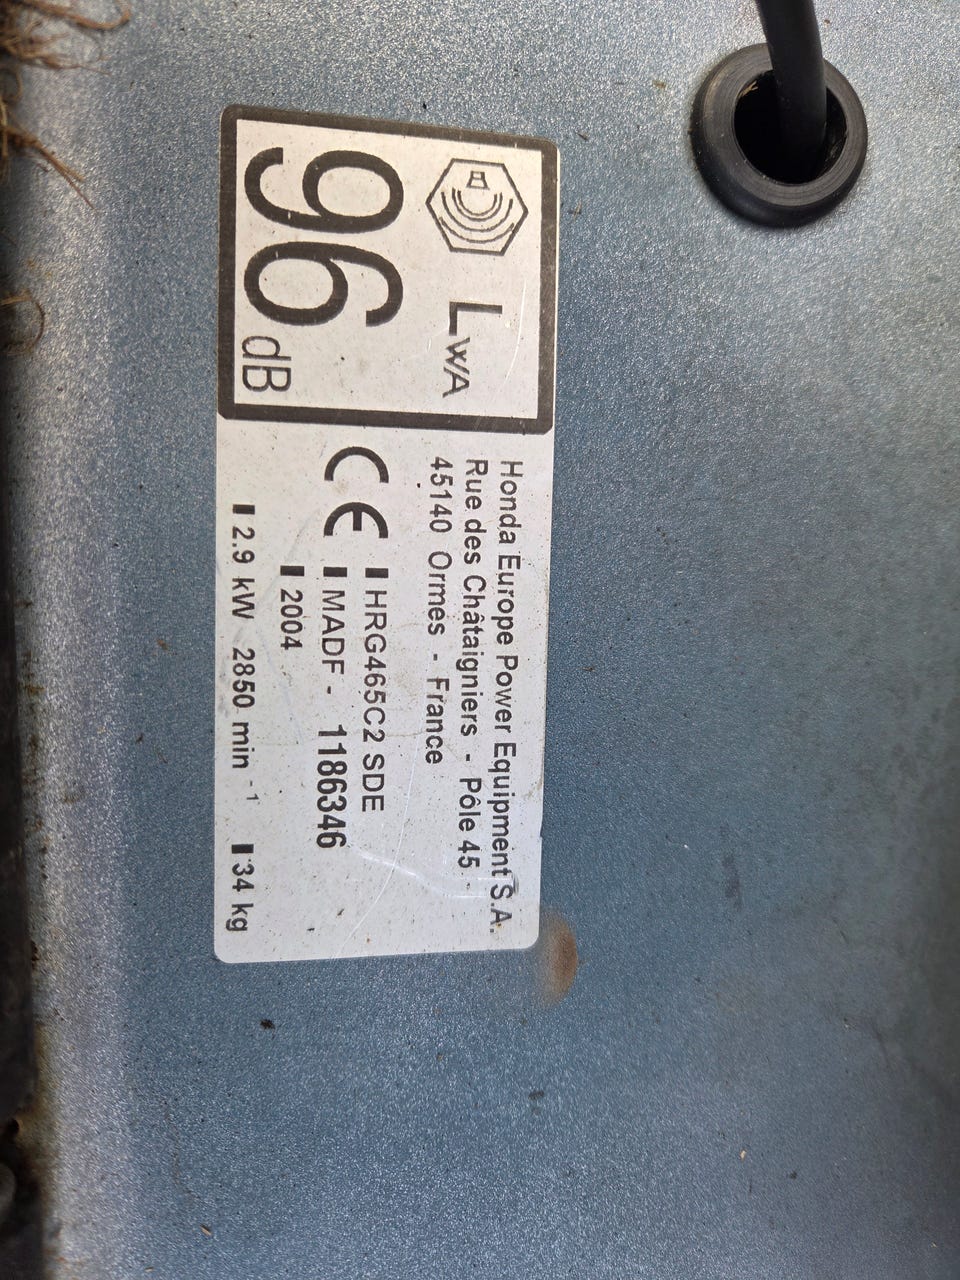 LWA
96 dB
Honda Europe Power Equipment S.A.
Rue des Châtaigniers - Pôle 45
45140 Ormes - France
CE
HRG465C2 SDE
MADF - 1186346
2004
2.9 kW 2850 min -1 34 kg